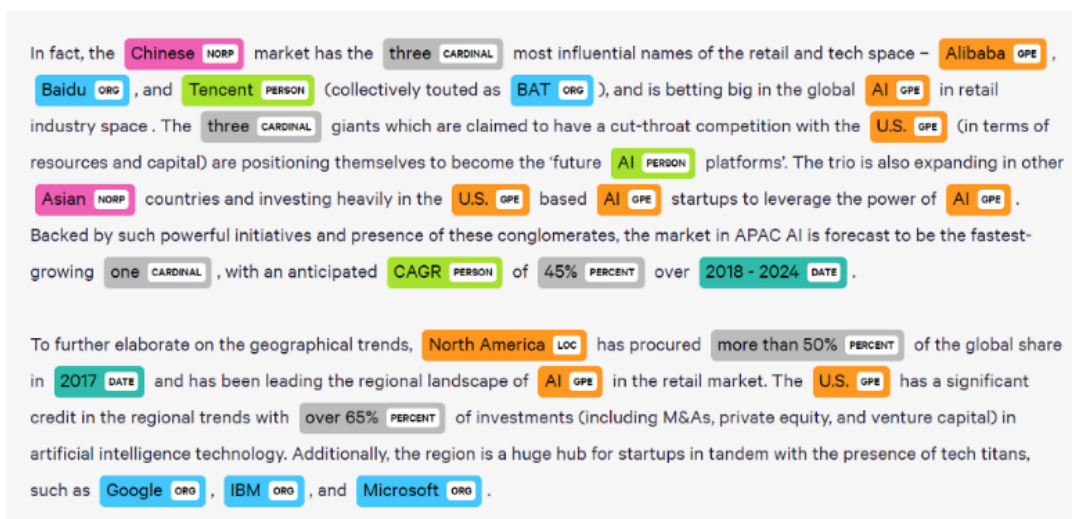 In fact, the Chinese NORP market has the three CARDINAL most influential names of the retail and tech space – Alibaba GPE ,
Baidu ORG , and Tencent PERSON (collectively touted as BAT ORG ), and is betting big in the global AI GPE in retail
industry space . The three CARDINAL giants which are claimed to have a cut-throat competition with the U.S. GPE (in terms of
resources and capital) are positioning themselves to become the ‘future AI PERSON platforms’. The trio is also expanding in other
Asian NORP countries and investing heavily in the U.S. GPE based AI GPE startups to leverage the power of AI GPE .
Backed by such powerful initiatives and presence of these conglomerates, the market in APAC AI is forecast to be the fastest-
growing one CARDINAL , with an anticipated CAGR PERSON of 45% PERCENT over 2018 - 2024 DATE .
To further elaborate on the geographical trends, North America LOC has procured more than 50% PERCENT of the global share
in 2017 DATE and has been leading the regional landscape of AI GPE in the retail market. The U.S. GPE has a significant
credit in the regional trends with over 65% PERCENT of investments (including M&As, private equity, and venture capital) in
artificial intelligence technology. Additionally, the region is a huge hub for startups in tandem with the presence of tech titans,
such as Google ORG , IBM ORG , and Microsoft ORG .